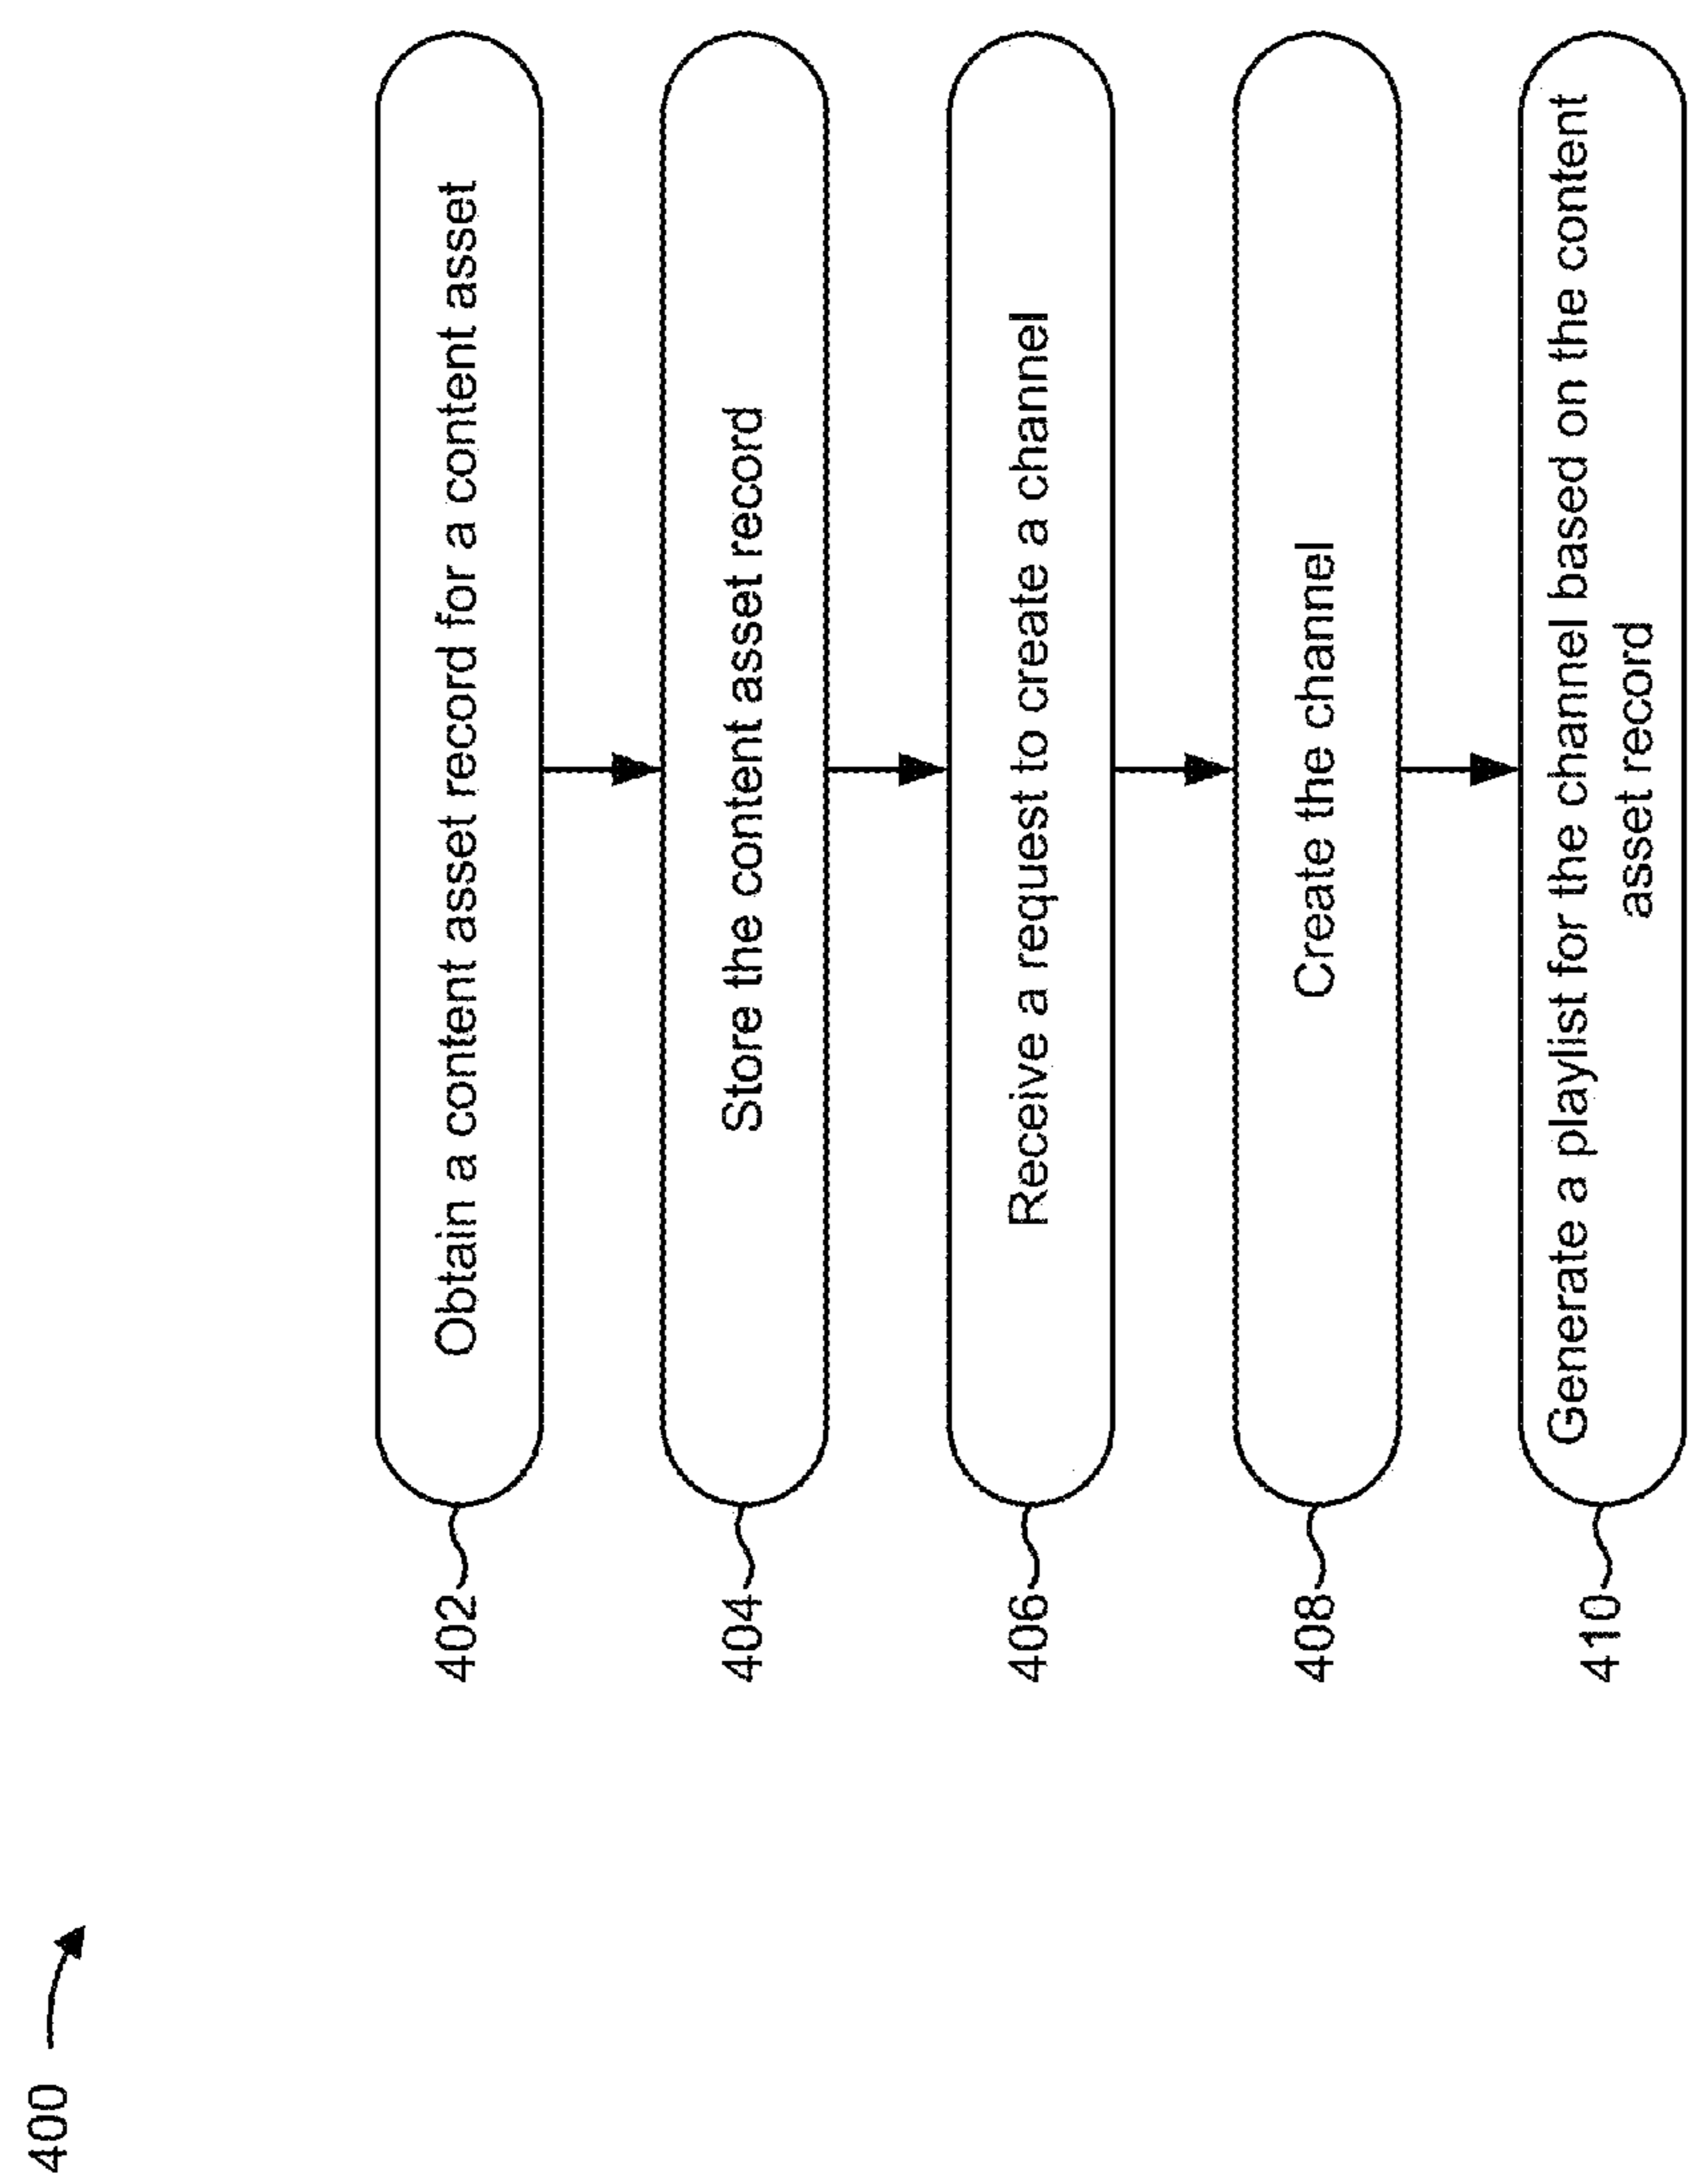 400
402
Obtain a content asset record for a content asset
404
Store the content asset record
406
Receive a request to create a channel
408
Create the channel
410
Generate a playlist for the channel based on the content
asset record